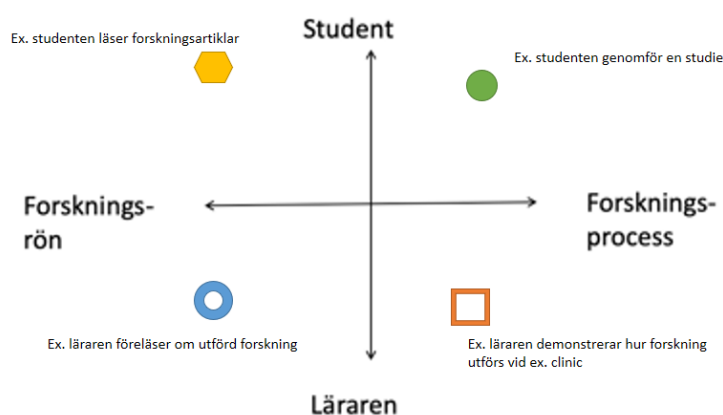 Student
Ex. studenten läser forskningsartiklar
Ex. studenten genomför en studie
Forsknings-
rön
Forsknings-
process
Ex. läraren föreläser om utförd forskning
Ex. läraren demonstrerar hur forskning
utförs vid ex. clinic
Läraren